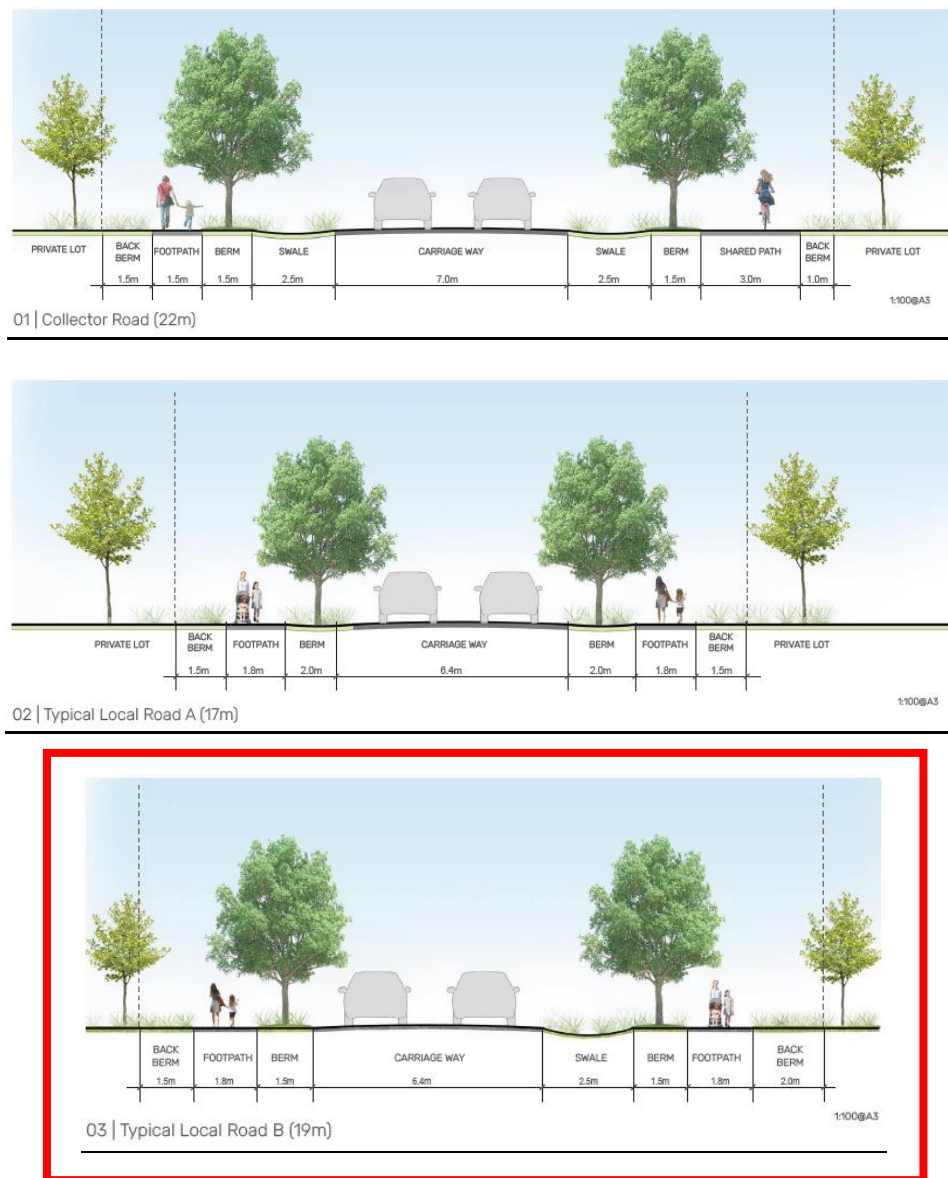 PRIVATE LOT
BACK
BERM
FOOTPATH
BERM
SWALE
CARRIAGE WAY
SWALE
BERM
SHARED PATH
BACK
BERM
PRIVATE LOT
1.5m
1.5m
1.5m
2.5m
7.0m
2.5m
1.5m
3.0m
1.0m
1:100@A3
01 | Collector Road (22m)
PRIVATE LOT
BACK
BERM
FOOTPATH
BERM
CARRIAGE WAY
BERM
FOOTPATH
BACK
BERM
PRIVATE LOT
1.5m
1.8m
2.0m
6.4m
2.0m
1.8m
1.5m
1:100@A3
02 | Typical Local Road A (17m)
BACK
BERM
FOOTPATH
BERM
CARRIAGE WAY
SWALE
BERM
FOOTPATH
BACK
BERM
1.5m
1.8m
1.5m
6.4m
2.5m
1.5m
1.8m
2.0m
1:100@A3
03 | Typical Local Road B (19m)